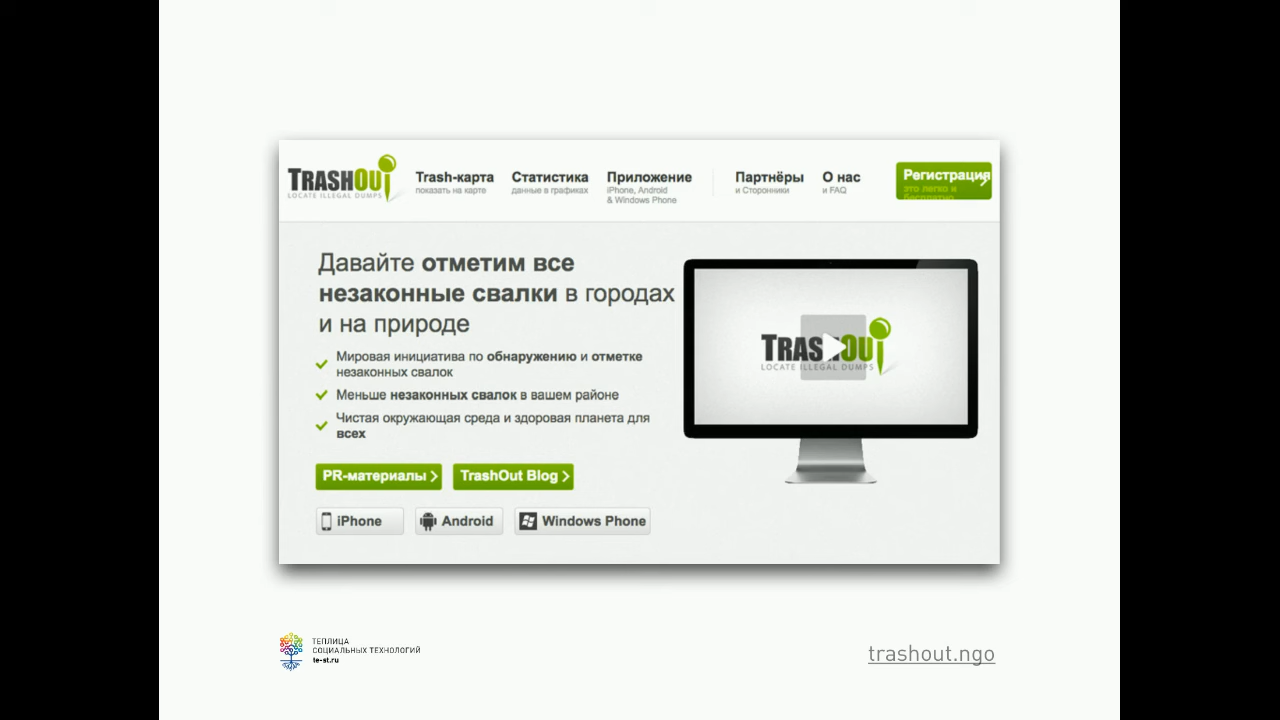 TRASHOUT
LOCATE ILLEGAL DUMPS
Trash-карта
показать на карте
Статистика
данные в графиках
Приложение
iPhone, Android
& Windows Phone
Партнёры
и Сторонники
О нас
и FAQ
Регистрация
это легко и
бесплатно
Давайте отметим все
незаконные свалки в городах
и на природе
Мировая инициатива по обнаружению и отметке
незаконных свалок
Меньше незаконных свалок в вашем районе
Чистая окружающая среда и здоровая планета для
всех
TRASHOUT
LOCATE ILLEGAL DUMPS
PR-материалы
TrashOut Blog
iPhone
Android
Windows Phone
ТЕПЛИЦА
СОЦИАЛЬНЫХ ТЕХНОЛОГИЙ
te-st.ru
trashout.ngo